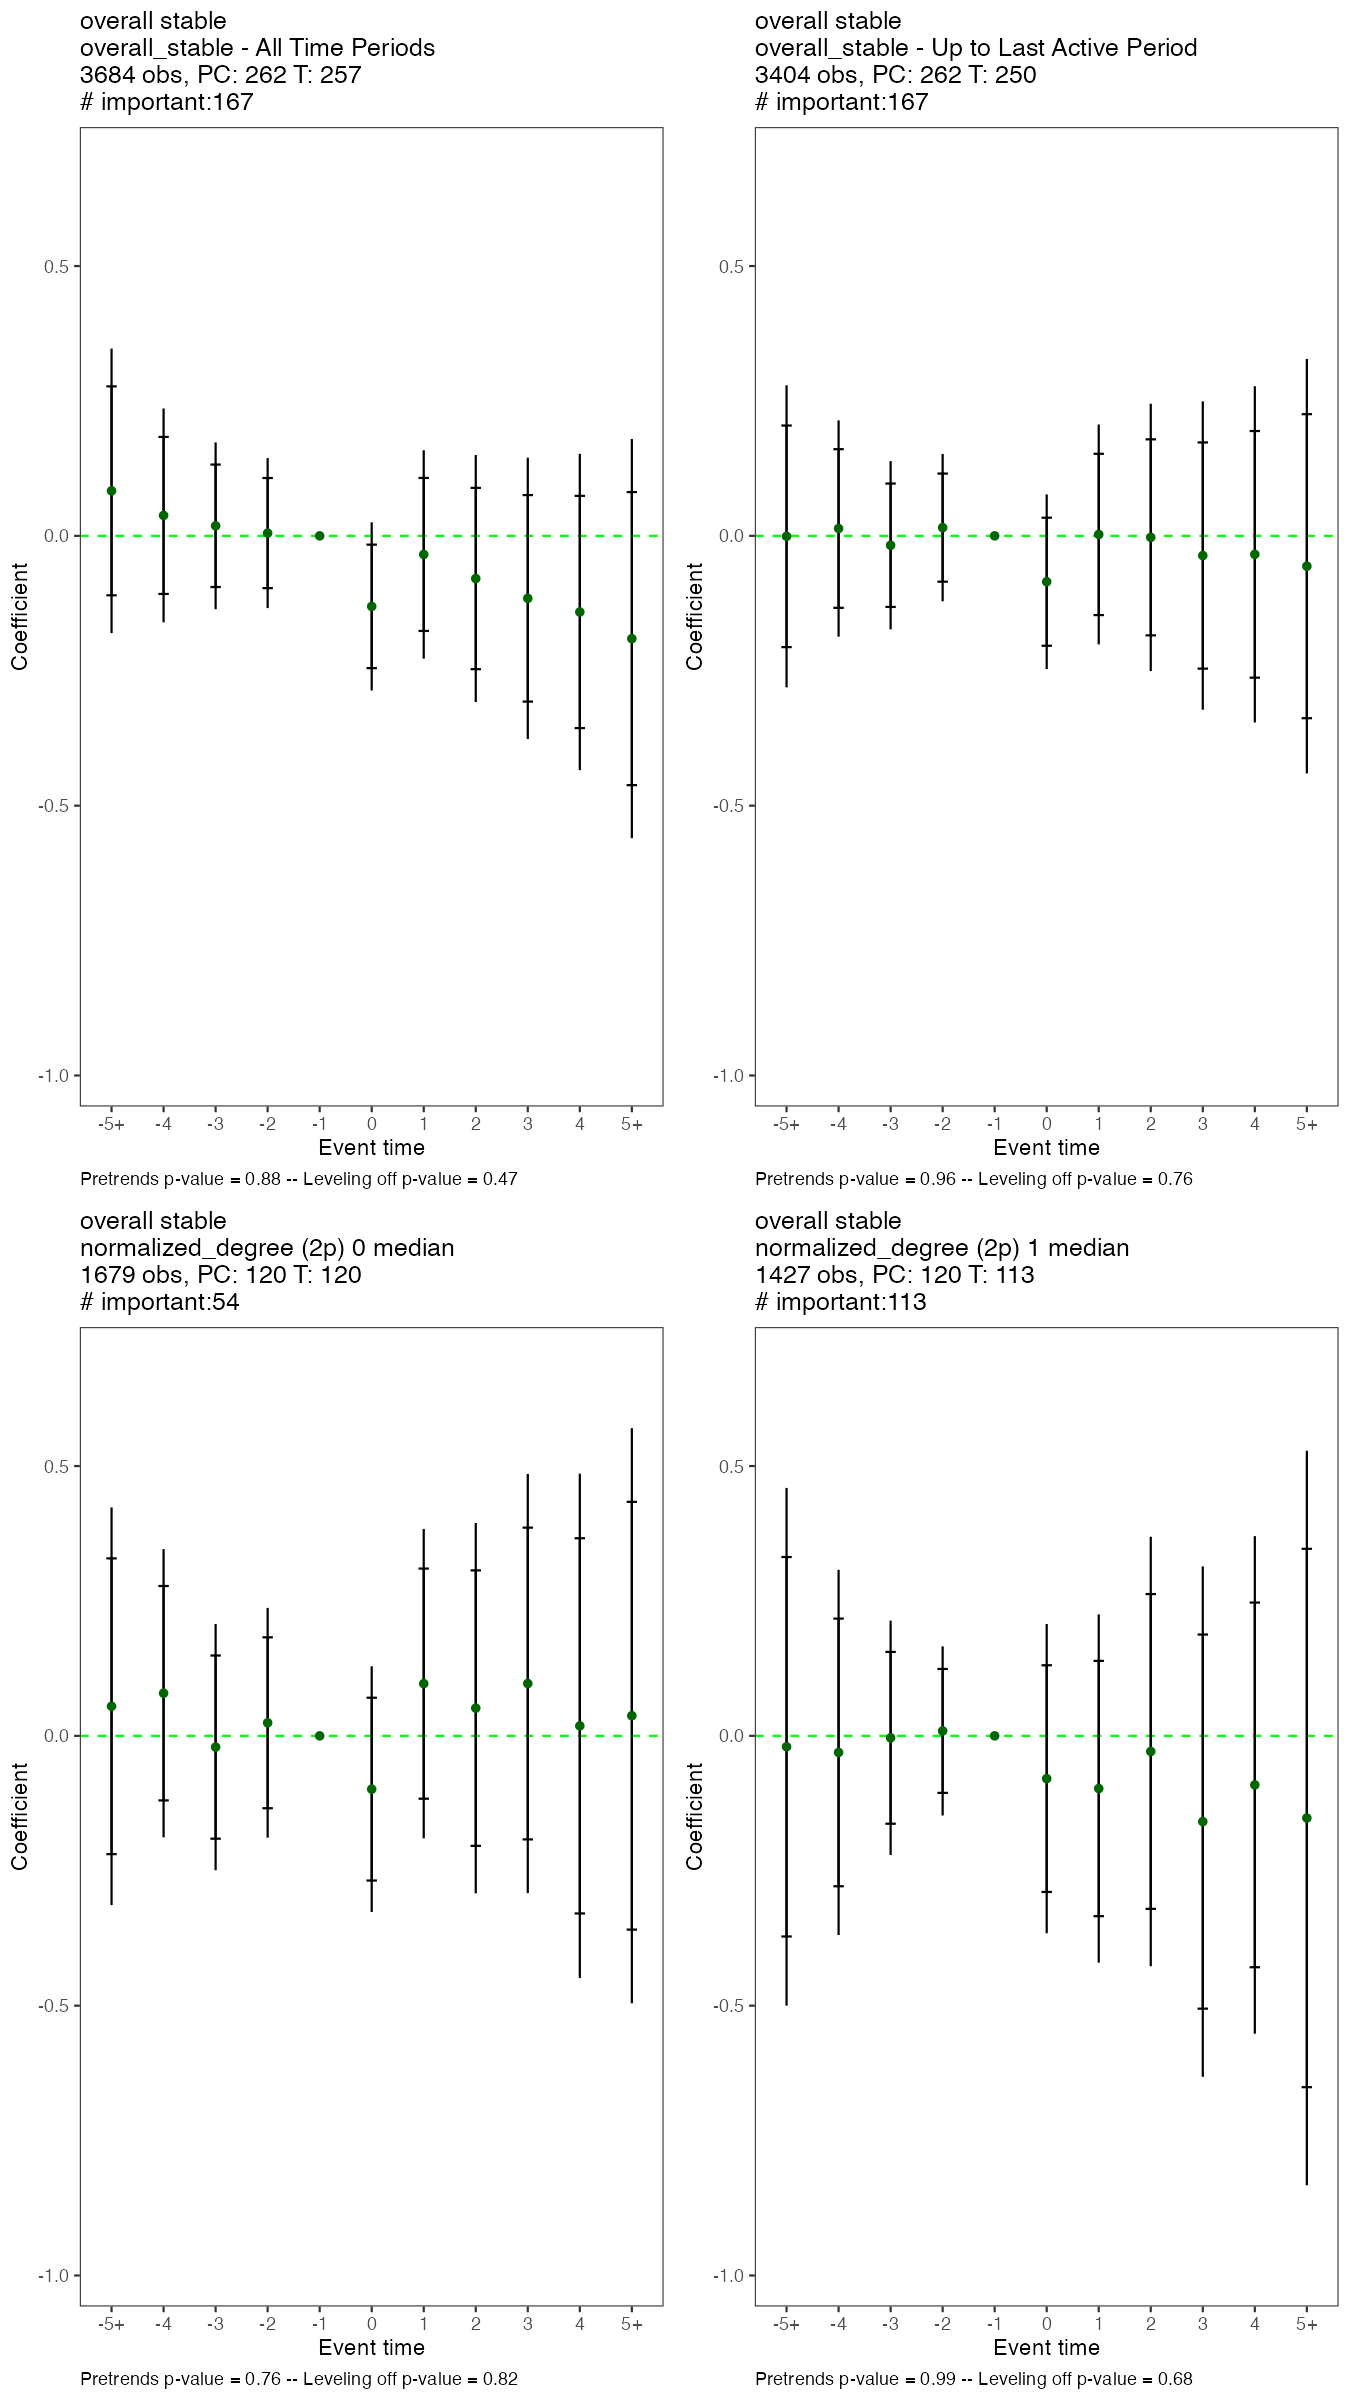 overall stable
overall_stable - All Time Periods
3684 obs, PC: 262 T: 257
# important:167
0.5
0.0
-0.5
-1.0
Coefficient
-5+ -4 -3 -2 -1 0 1 2 3 4 5+
Event time
Pretrends p-value = 0.88 -- Leveling off p-value = 0.47
overall stable
overall_stable - Up to Last Active Period
3404 obs, PC: 262 T: 250
# important:167
0.5
0.0
-0.5
-1.0
Coefficient
-5+ -4 -3 -2 -1 0 1 2 3 4 5+
Event time
Pretrends p-value = 0.96 -- Leveling off p-value = 0.76
overall stable
normalized_degree (2p) 0 median
1679 obs, PC: 120 T: 120
# important:54
0.5
0.0
-0.5
-1.0
Coefficient
-5+ -4 -3 -2 -1 0 1 2 3 4 5+
Event time
Pretrends p-value = 0.76 -- Leveling off p-value = 0.82
overall stable
normalized_degree (2p) 1 median
1427 obs, PC: 120 T: 113
# important:113
0.5
0.0
-0.5
-1.0
Coefficient
-5+ -4 -3 -2 -1 0 1 2 3 4 5+
Event time
Pretrends p-value = 0.99 -- Leveling off p-value = 0.68